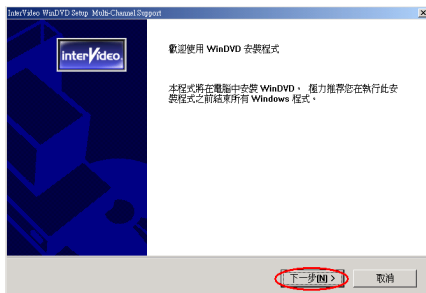 InterVideo WinDVD Setup Multi-Channel Support
interVideo.
歡迎使用 WinDVD 安裝程式
本程式將在電腦中安裝 WinDVD。 極力推荐您在執行此安
裝程式之前結束所有 Windows 程式。
下一步(N) >
取消